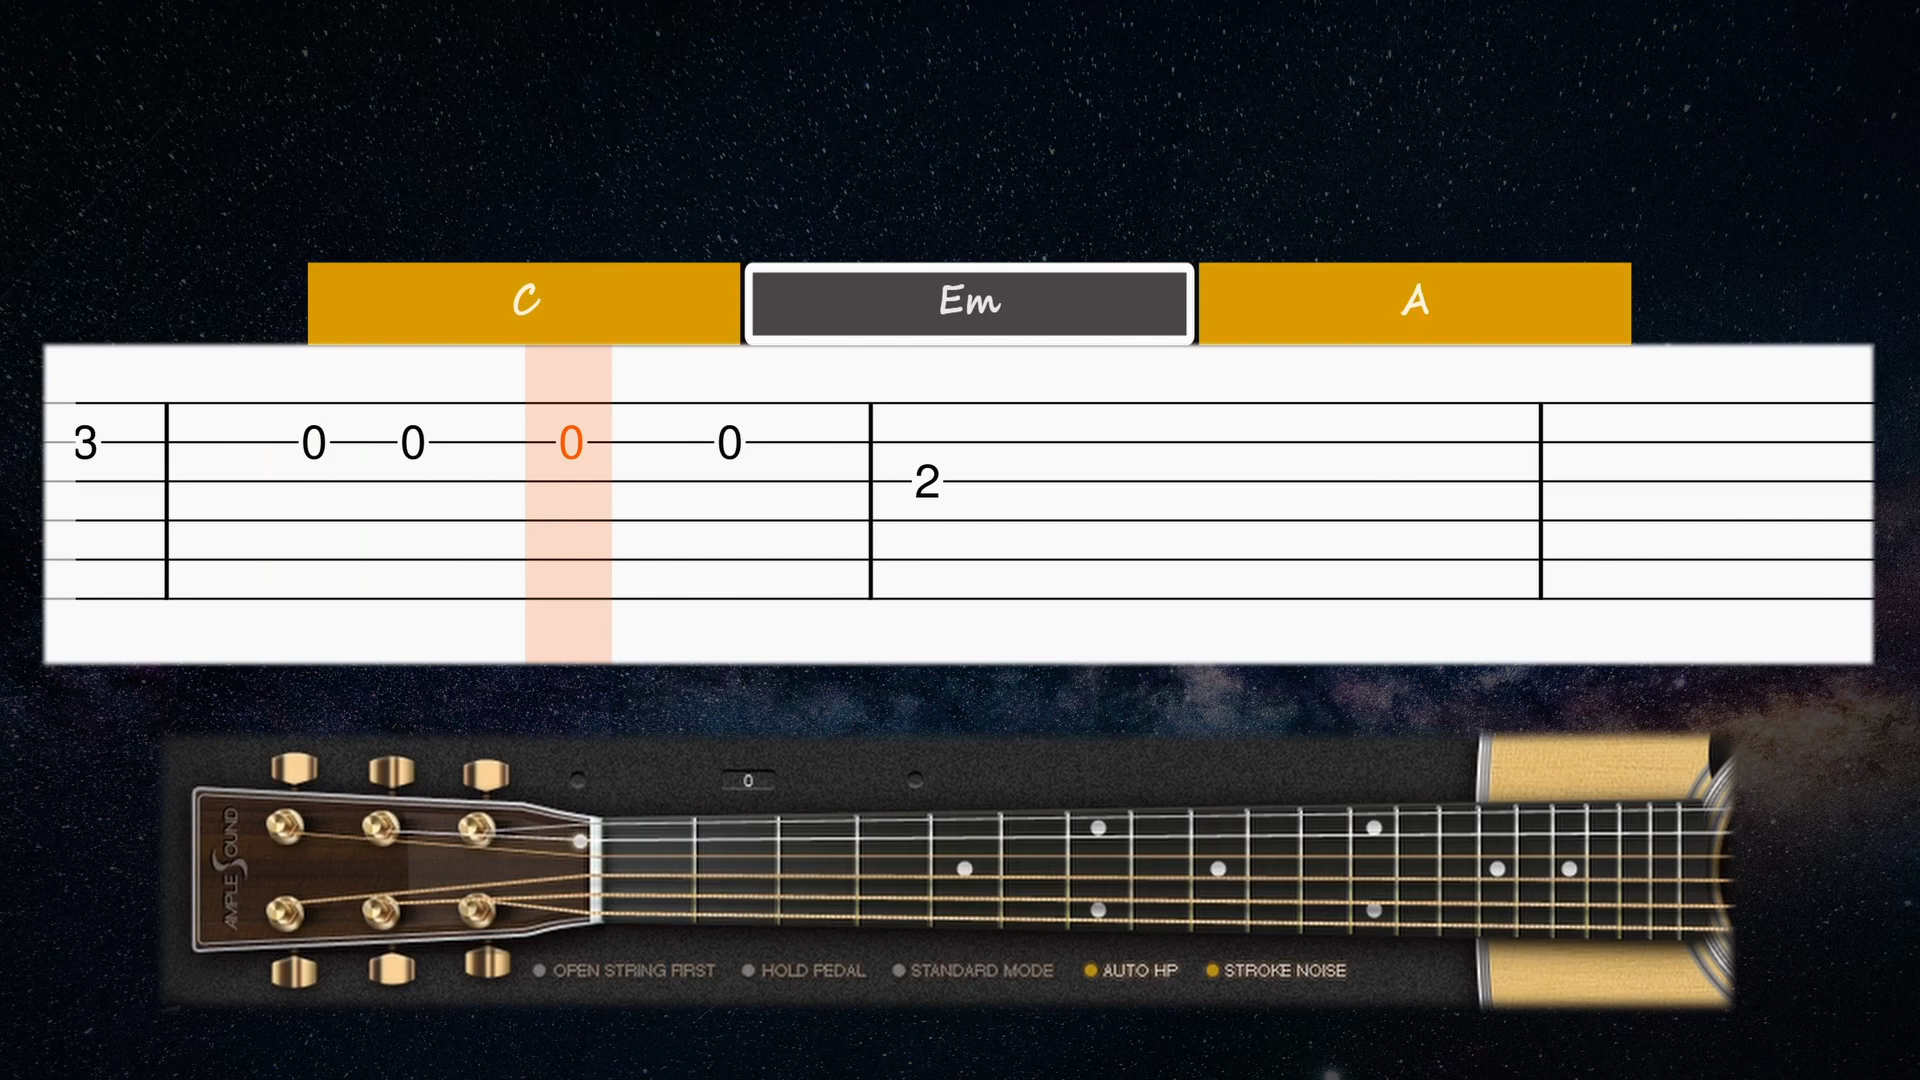 C Em A
3 0 0 0 0
2
0
AMPLE SOUND
OPEN STRING FIRST HOLD PEDAL STANDARD MODE AUTO HP STROKE NOISE